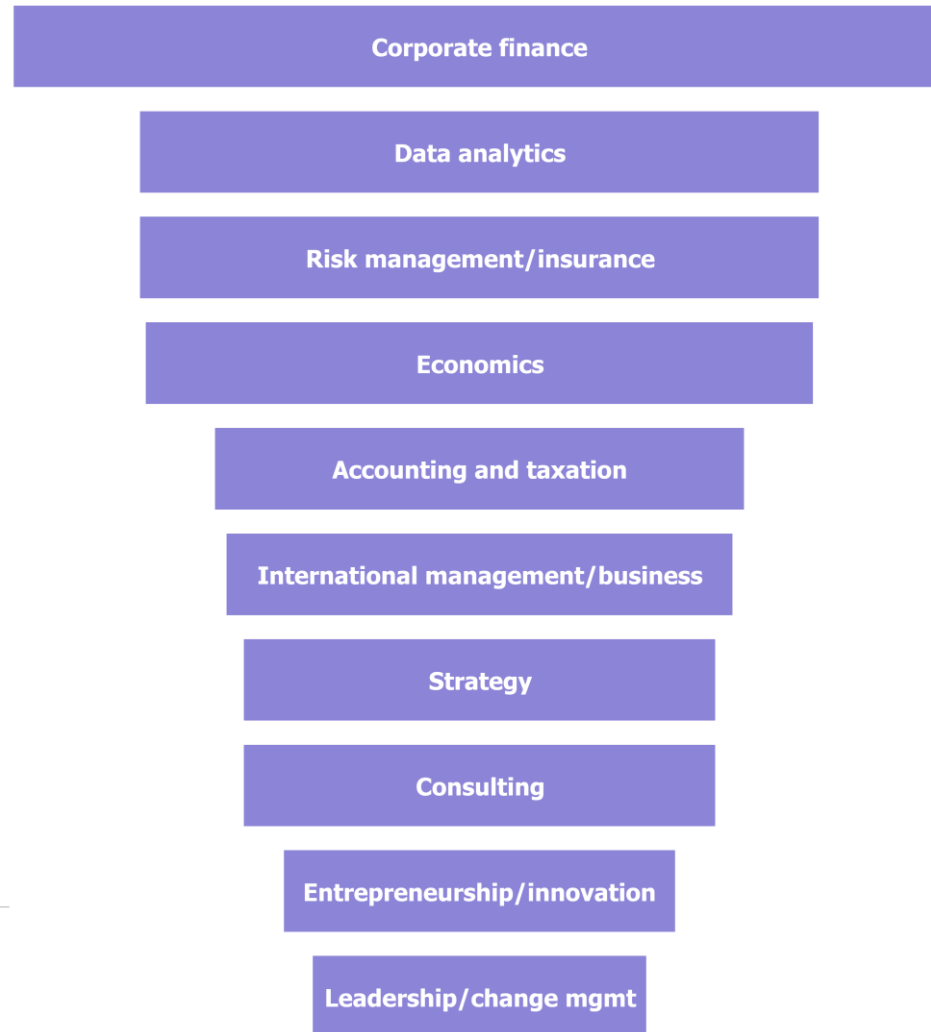 Corporate finance
Data analytics
Risk management/insurance
Economics
Accounting and taxation
International management/business
Strategy
Consulting
Entrepreneurship/innovation
Leadership/change mgmt